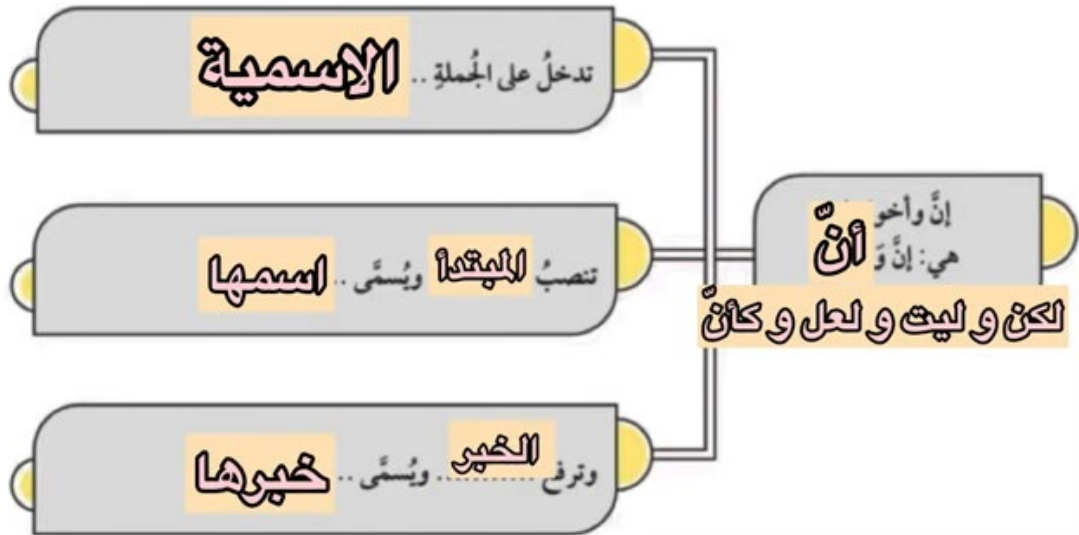 تدخلُ على الجُملةِ .. الاسمية
إنَّ وأخو
هي: إنَّ وَ أنَّ
لكن و ليت و لعل و كأنَّ
تنصبُ المبتدأ ويُسمَّى .. اسمها
وترفع الخبر ........ ويُسمَّى .. خبرها